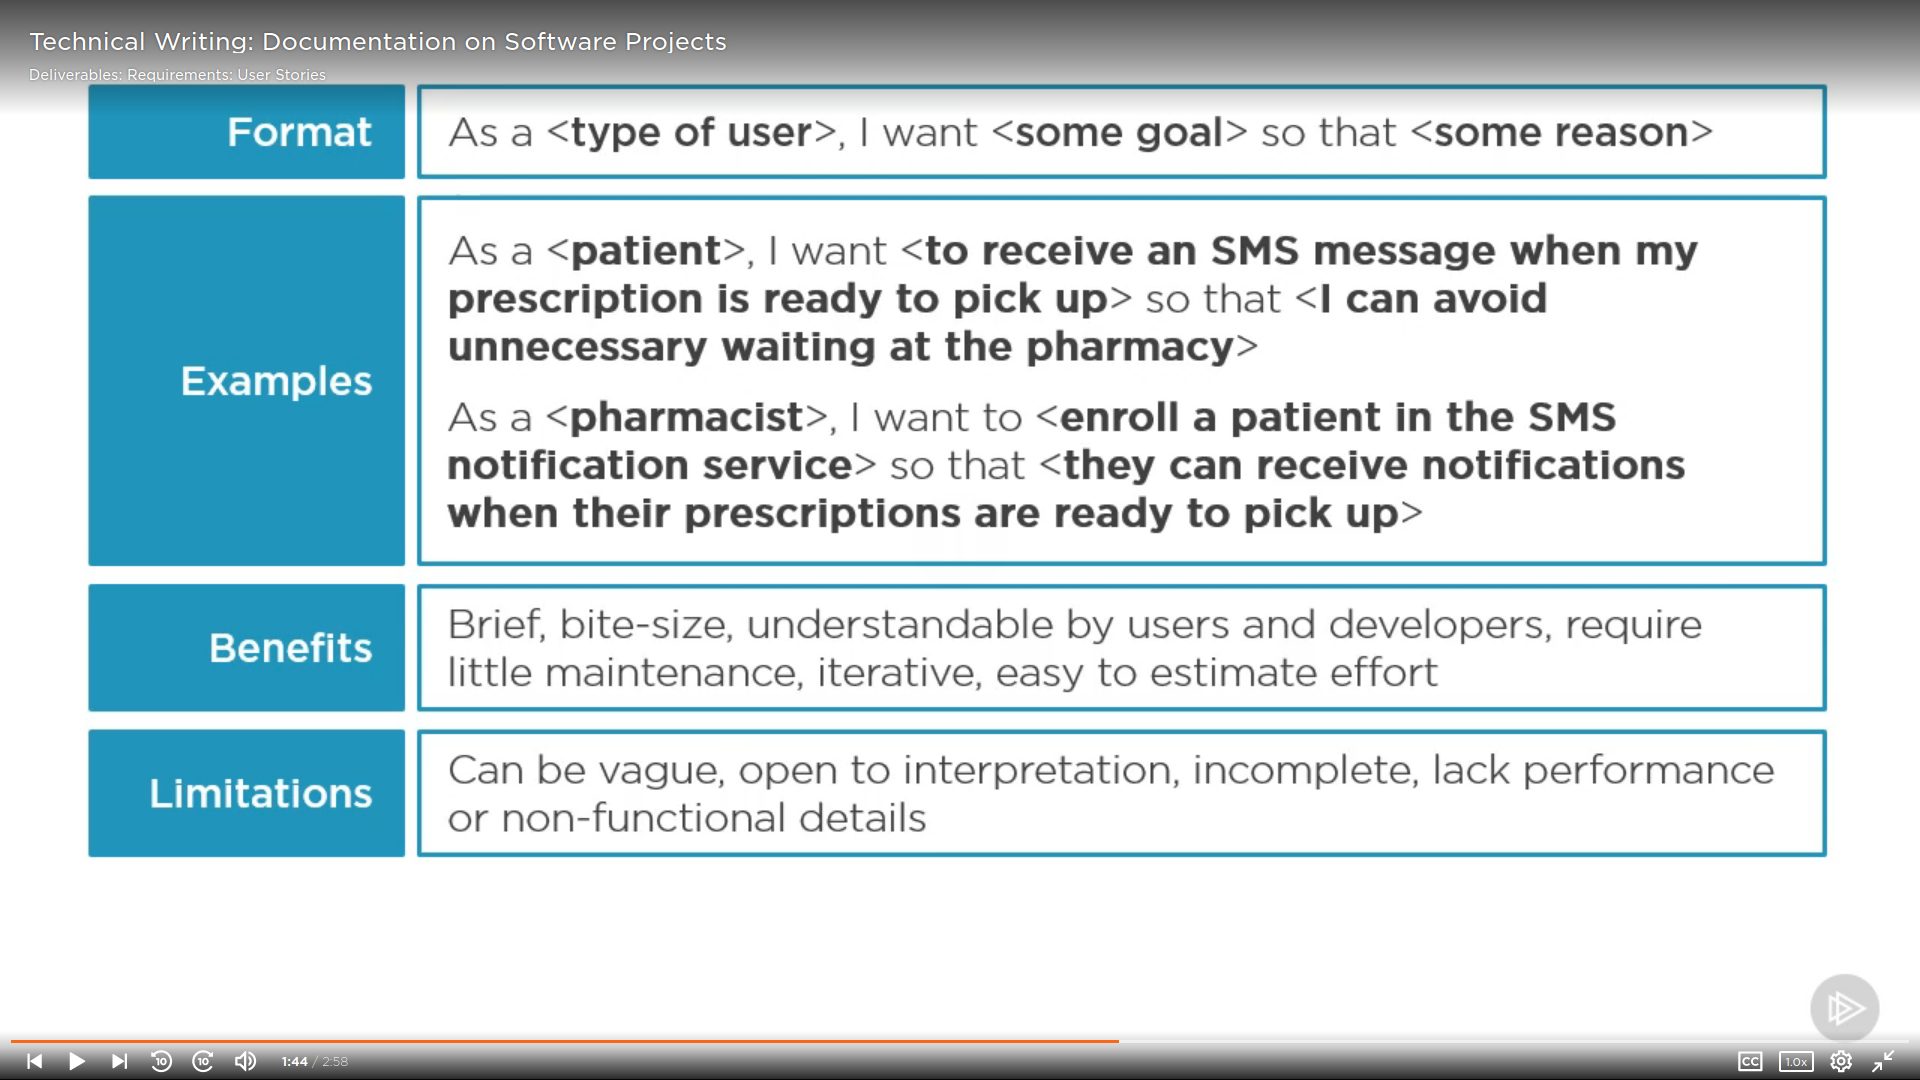 Technical Writing: Documentation on Software Projects
Deliverables: Requirements: User Stories
Format
As a <type of user>, I want <some goal> so that <some reason>
Examples
As a <patient>, I want <to receive an SMS message when my
prescription is ready to pick up> so that <I can avoid
unnecessary waiting at the pharmacy>
As a <pharmacist>, I want to <enroll a patient in the SMS
notification service> so that <they can receive notifications
when their prescriptions are ready to pick up>
Benefits
Brief, bite-size, understandable by users and developers, require
little maintenance, iterative, easy to estimate effort
Limitations
Can be vague, open to interpretation, incomplete, lack performance
or non-functional details
10 10 1:44 / 2:58 CC 1.0x